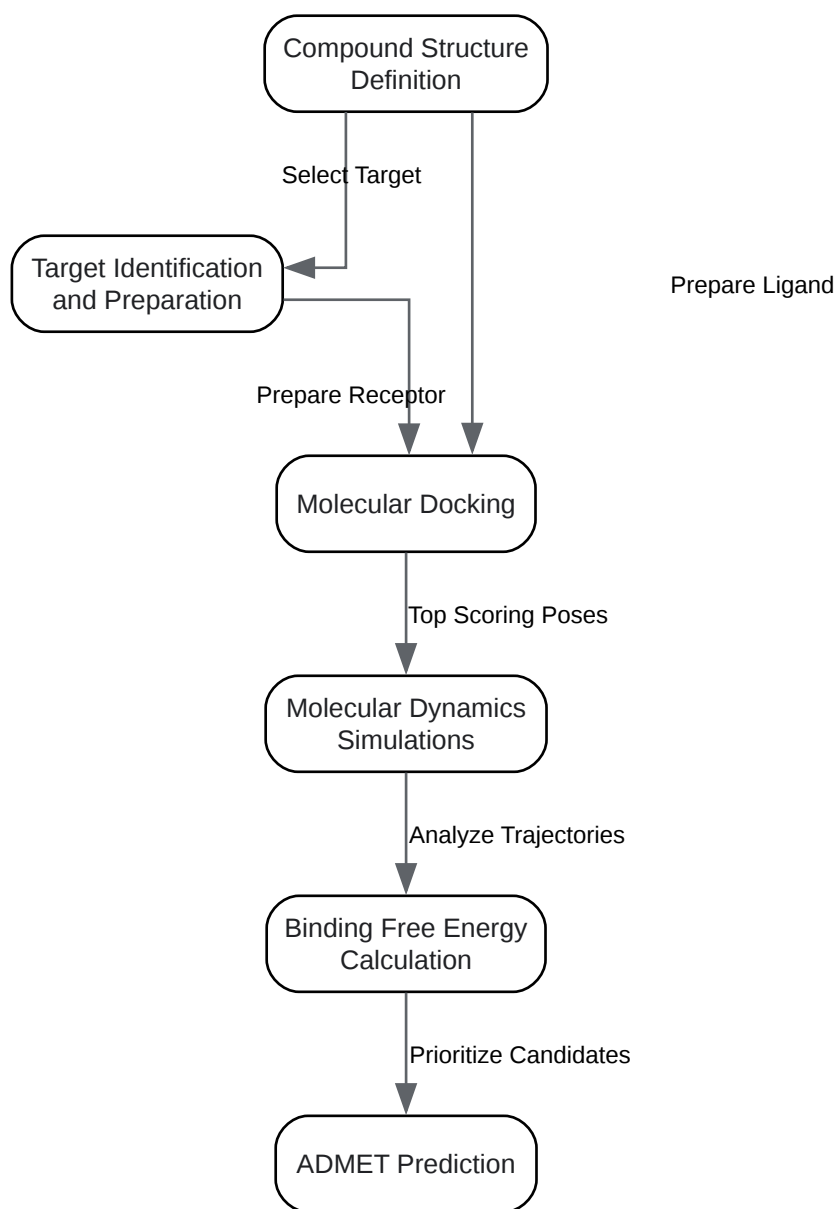 Compound Structure
Definition
Select Target
Target Identification
and Preparation
Prepare Ligand
Prepare Receptor
Molecular Docking
Top Scoring Poses
Molecular Dynamics
Simulations
Analyze Trajectories
Binding Free Energy
Calculation
Prioritize Candidates
ADMET Prediction